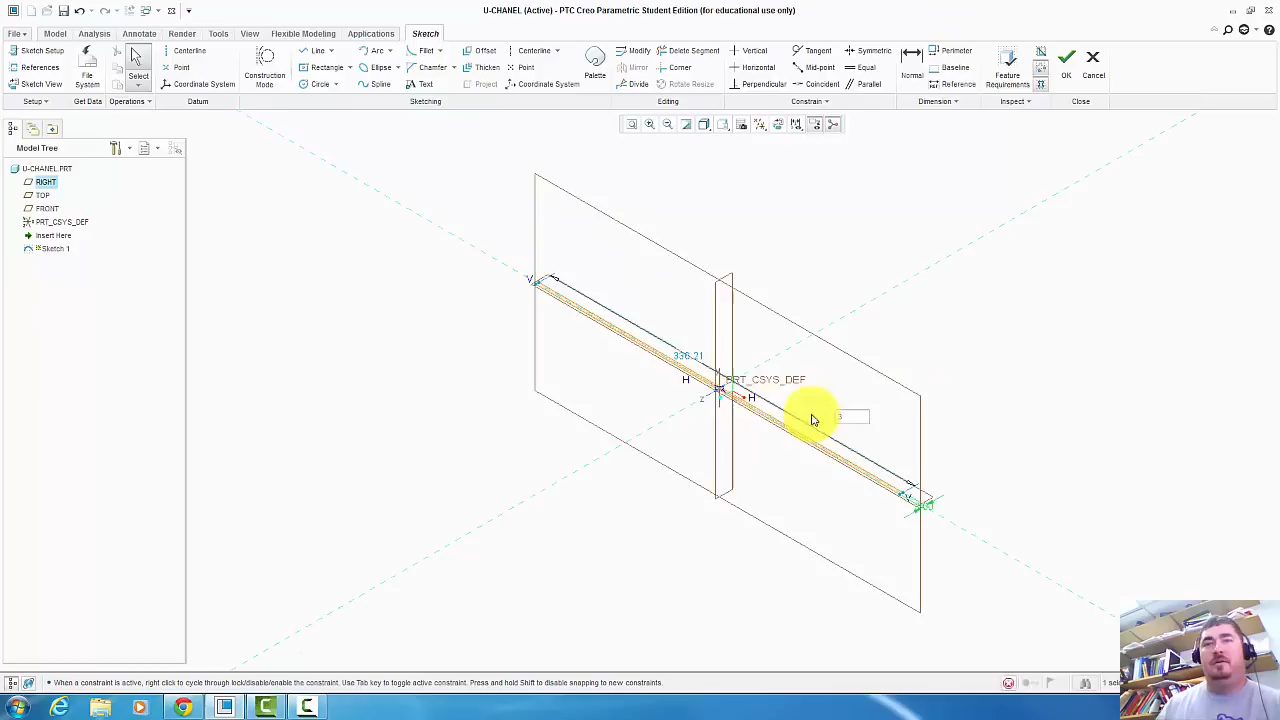 U-CHANEL (Active) - PTC Creo Parametric Student Edition (for educational use only)
File Model Analysis Annotate Render Tools View Flexible Modeling Applications Sketch
Sketch Setup
References
Sketch View
Setup
File System
Get Data
Select
Operations
Centerline
Point
Coordinate System
Datum
Construction Mode
Line
Rectangle
Circle
Arc
Ellipse
Spline
Fillet
Chamfer
Text
Offset
Thicken
Project
Centerline
Point
Coordinate System
Palette
Sketching
Modify
Mirror
Divide
Delete Segment
Corner
Rotate Resize
Editing
Vertical
Horizontal
Perpendicular
Tangent
Mid-point
Coincident
Symmetric
Equal
Parallel
Constrain
Normal
Perimeter
Baseline
Reference
Dimension
Feature Requirements
Inspect
OK
Cancel
Close
Model Tree
U-CHANEL.PRT
RIGHT
TOP
FRONT
PRT_CSYS_DEF
Insert Here
Sketch 1
V
336.21
H
PRT_CSYS_DEF
Z
H
3
V
When a constraint is active, right click to cycle through lock/disable/enable the constraint. Use Tab key to toggle active constraint. Press and hold Shift to disable snapping to new constraints.